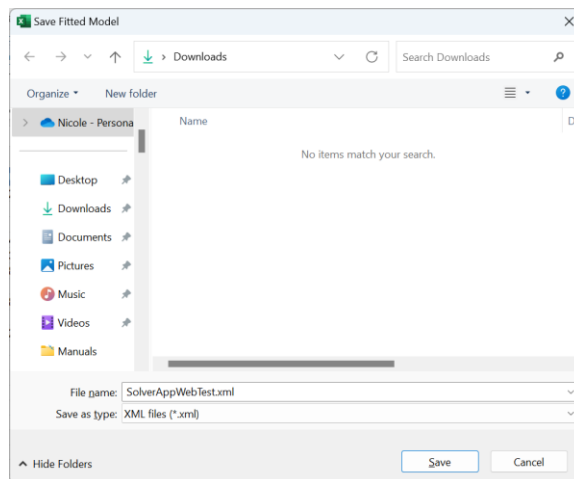 Save Fitted Model
Downloads
Search Downloads
Organize
New folder
Nicole - Persona
Name
D
No items match your search.
Desktop
Downloads
Documents
Pictures
Music
Videos
Manuals
File name: SolverAppWebTest.xml
Save as type: XML files (*.xml)
Hide Folders
Save
Cancel